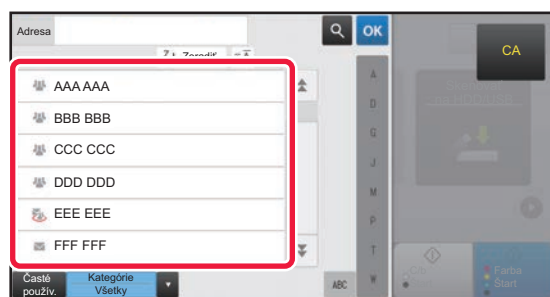 Adresa
OK
CA
Zoradiť
A
AAA AAA
D
BBB BBB
G
CCC CCC
J
DDD DDD
M
EEE EEE
P
FFF FFF
T
Časté
použív.
Kategórie
Všetky
ABC
W
Farba
Štart